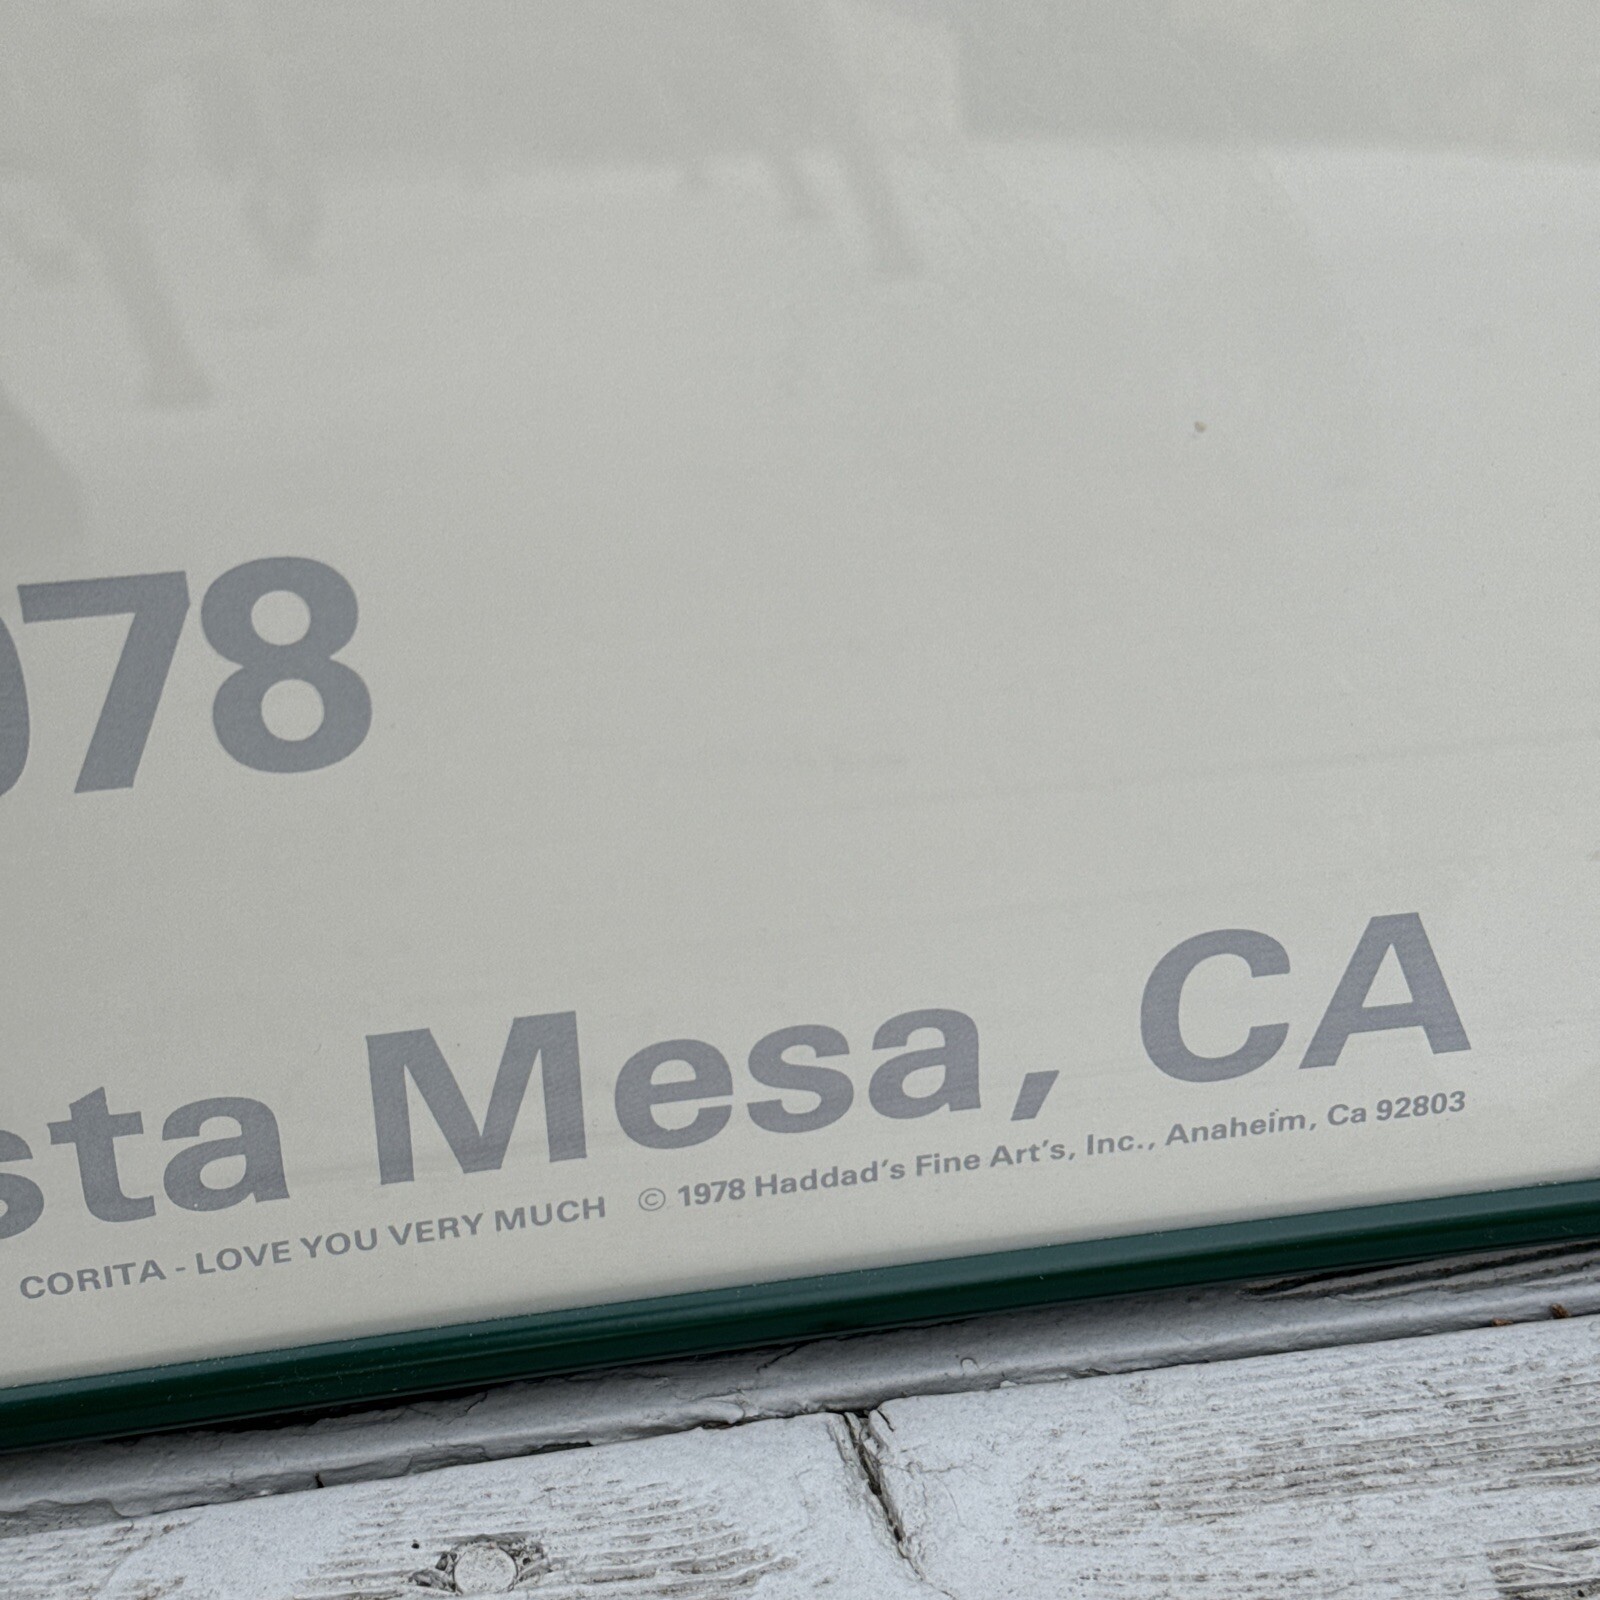 978
sta Mesa, CA
CORITA - LOVE YOU VERY MUCH © 1978 Haddad's Fine Art's, Inc., Anaheim, Ca 92803